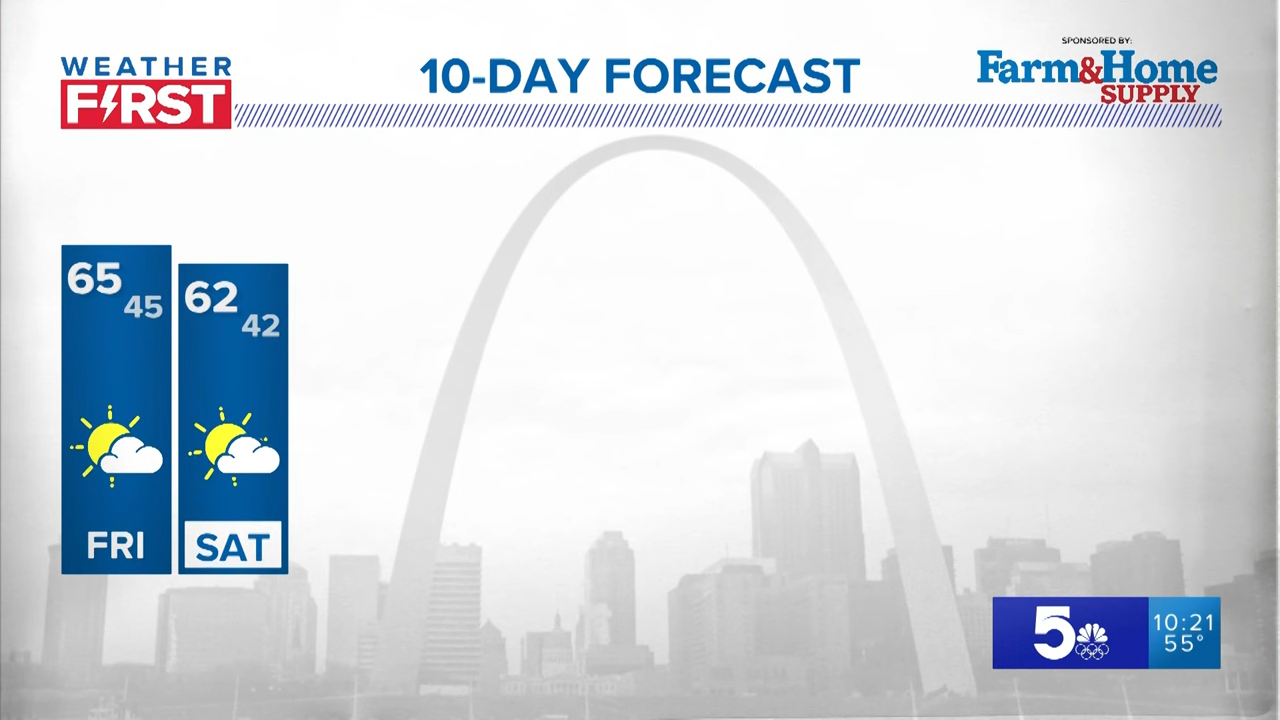 WEATHER
FIRST
10-DAY FORECAST
SPONSORED BY:
Farm&Home
SUPPLY
65
45
FRI
62
42
SAT
5
10:21
55°